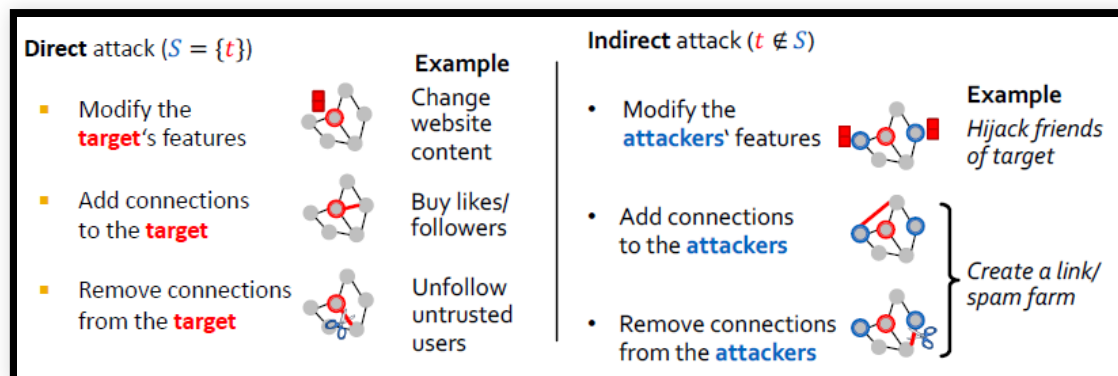 Direct attack (S = {t})
Example
Modify the
target's features
Change
website
content
Add connections
to the target
Buy likes/
followers
Remove connections
from the target
Unfollow
untrusted
users
Indirect attack (t ∉ S)
Example
Modify the
attackers' features
Hijack friends
of target
Add connections
to the attackers
Remove connections
from the attackers
Create a link/
spam farm